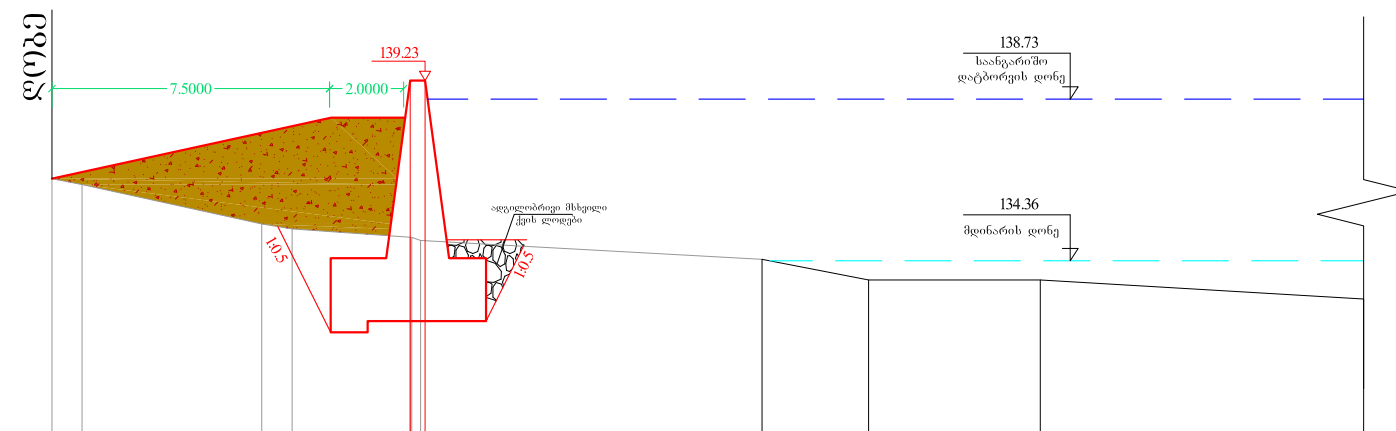 ღობე
139.23
7.5000
2.0000
138.73
საანგარიშო
დატბორვის დონე
ადგილობრივი მსხვილი
ქვის ლოდები
134.36
მდინარის დონე
1:0.5
1:0.5